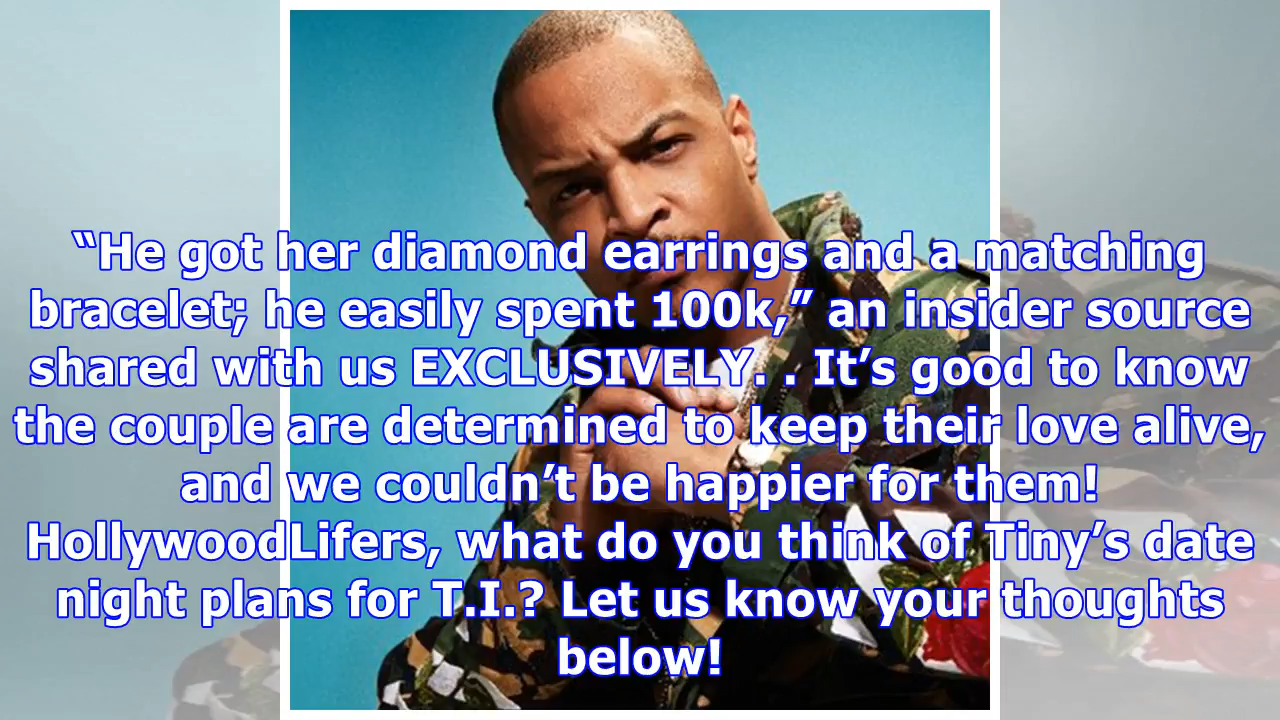 “He got her diamond earrings and a matching
bracelet; he easily spent 100k,” an insider source
shared with us EXCLUSIVELY. . It’s good to know
the couple are determined to keep their love alive,
and we couldn’t be happier for them!
HollywoodLifers, what do you think of Tiny’s date
night plans for T.I.? Let us know your thoughts
below!